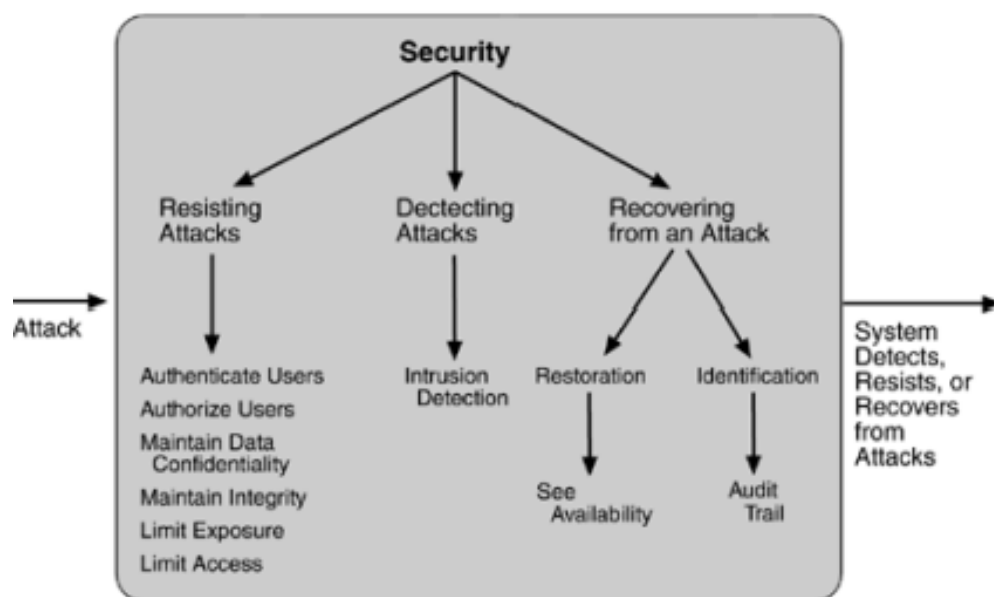 Security
Resisting
Attacks
Dectecting
Attacks
Recovering
from an Attack
Attack
Authenticate Users
Authorize Users
Maintain Data
Confidentiality
Maintain Integrity
Limit Exposure
Limit Access
Intrusion
Detection
Restoration
Identification
See
Availability
Audit
Trail
System
Detects,
Resists, or
Recovers
from
Attacks